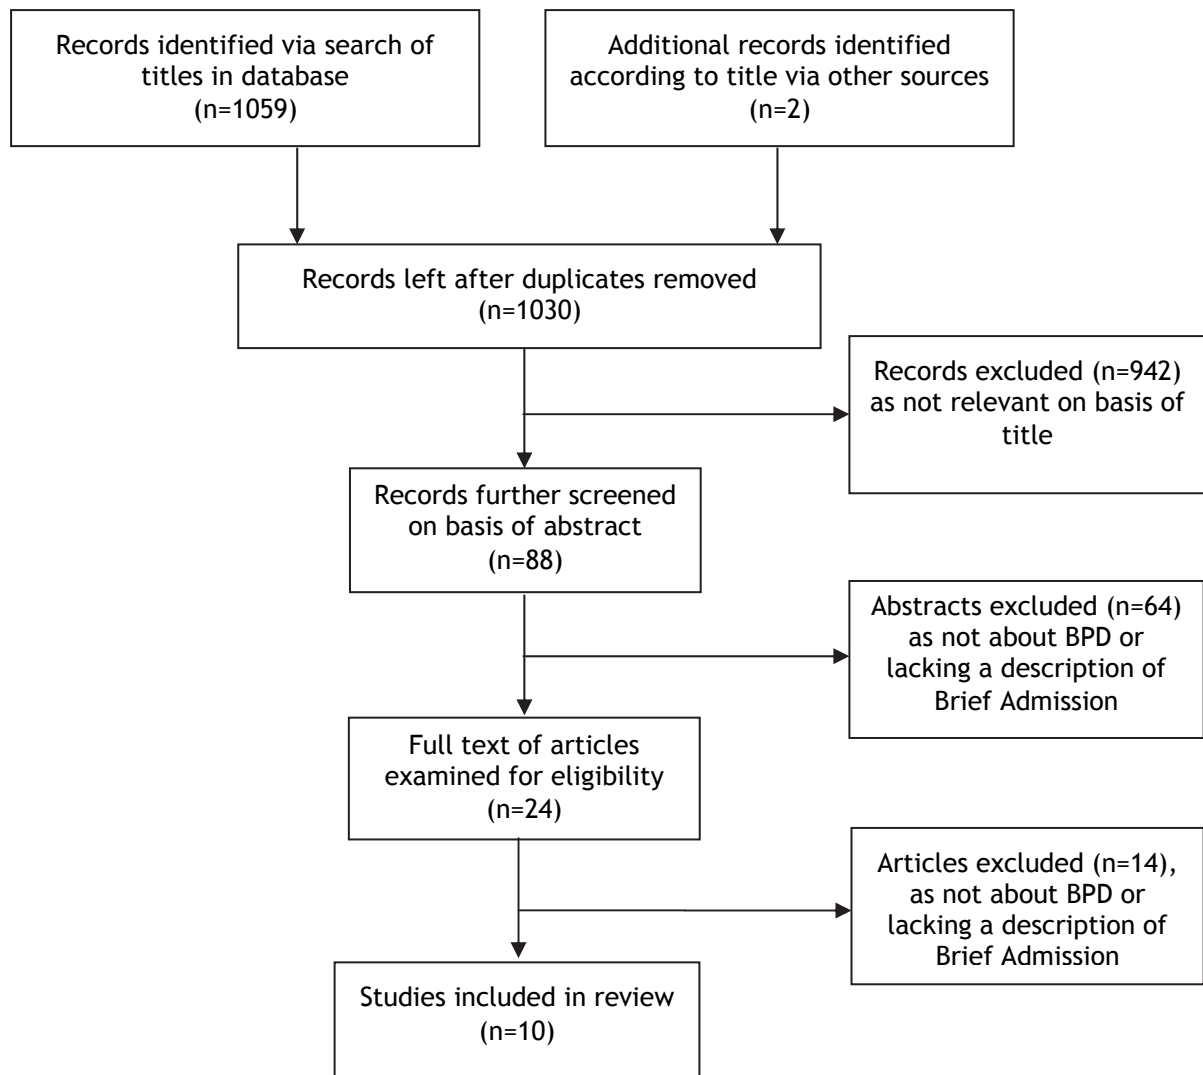 Records identified via search of
titles in database
(n=1059)
Additional records identified
according to title via other sources
(n=2)
Records left after duplicates removed
(n=1030)
Records excluded (n=942)
as not relevant on basis of
title
Records further screened
on basis of abstract
(n=88)
Abstracts excluded (n=64)
as not about BPD or
lacking a description of
Brief Admission
Full text of articles
examined for eligibility
(n=24)
Articles excluded (n=14),
as not about BPD or
lacking a description of
Brief Admission
Studies included in review
(n=10)